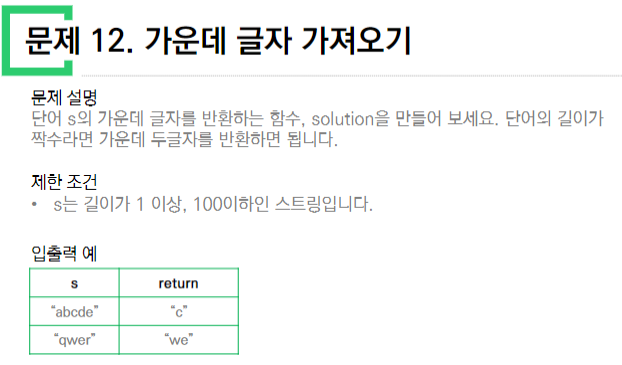 문제 12. 가운데 글자 가져오기
문제 설명
단어 s의 가운데 글자를 반환하는 함수, solution을 만들어 보세요. 단어의 길이가
짝수라면 가운데 두글자를 반환하면 됩니다.
제한 조건
• s는 길이가 1 이상, 100이하인 스트링입니다.
입출력 예
s return
“abcde” “c”
“qwer” “we”